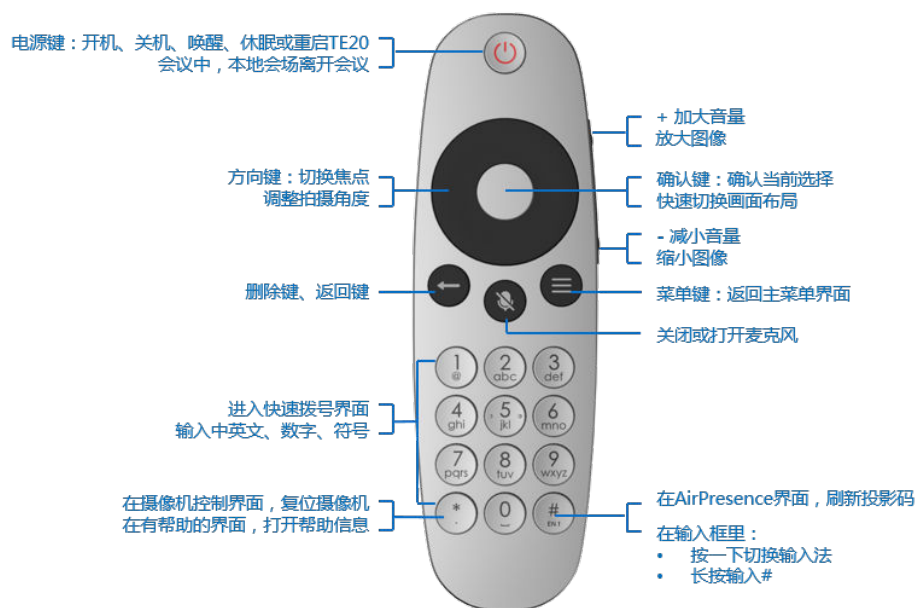 电源键：开机、关机、唤醒、休眠或重启TE20
会议中，本地会场离开会议
+ 加大音量
放大图像
方向键：切换焦点
调整拍摄角度
确认键：确认当前选择
快速切换画面布局
- 减小音量
缩小图像
删除键、返回键
菜单键：返回主菜单界面
关闭或打开麦克风
1
@
2
abc
3
def
进入快速拨号界面
输入中英文、数字、符号
4
ghi
5
jkl
6
mno
7
pqrs
8
tuv
9
wxyz
在摄像机控制界面，复位摄像机
在有帮助的界面，打开帮助信息
*
.
0
#
在AirPresence界面，刷新投影码
在输入框里：
• 按一下切换输入法
• 长按输入#